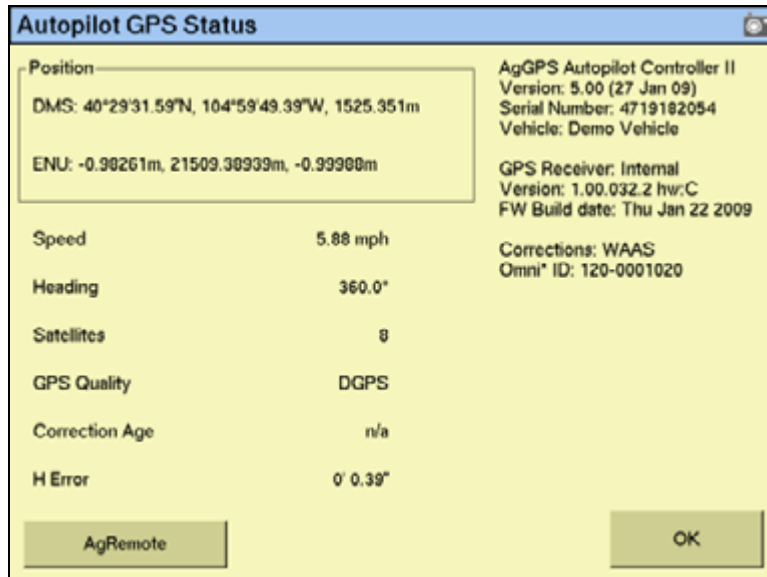 Autopilot GPS Status
Position
DMS: 40°29'31.59"N, 104°59'49.39"W, 1525.351m
ENU: -0.98261m, 21509.38939m, -0.99988m
Speed 5.88 mph
Heading 360.0°
Satellites 8
GPS Quality DGPS
Correction Age n/a
H Error 0' 0.39"
AgRemote
AgGPS Autopilot Controller II
Version: 5.00 (27 Jan 09)
Serial Number: 4719182054
Vehicle: Demo Vehicle
GPS Receiver: Internal
Version: 1.00.032.2 hw:C
FW Build date: Thu Jan 22 2009
Corrections: WAAS
Omni* ID: 120-0001020
OK